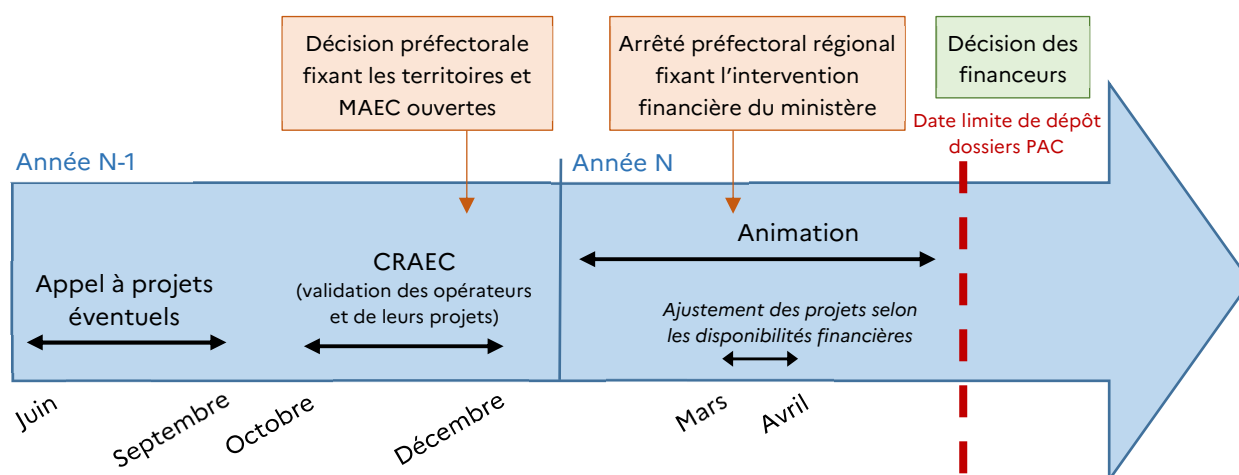 Décision préfectorale
fixant les territoires et
MAEC ouvertes
Arrêté préfectoral régional
fixant l'intervention
financière du ministère
Décision des
financeurs
Date limite de dépôt
dossiers PAC
Année N-1
Année N
Appel à projets
éventuels
CRAEC
(validation des opérateurs
et de leurs projets)
Animation
Ajustement des projets selon
les disponibilités financières
Juin
Septembre
Octobre
Décembre
Mars
Avril